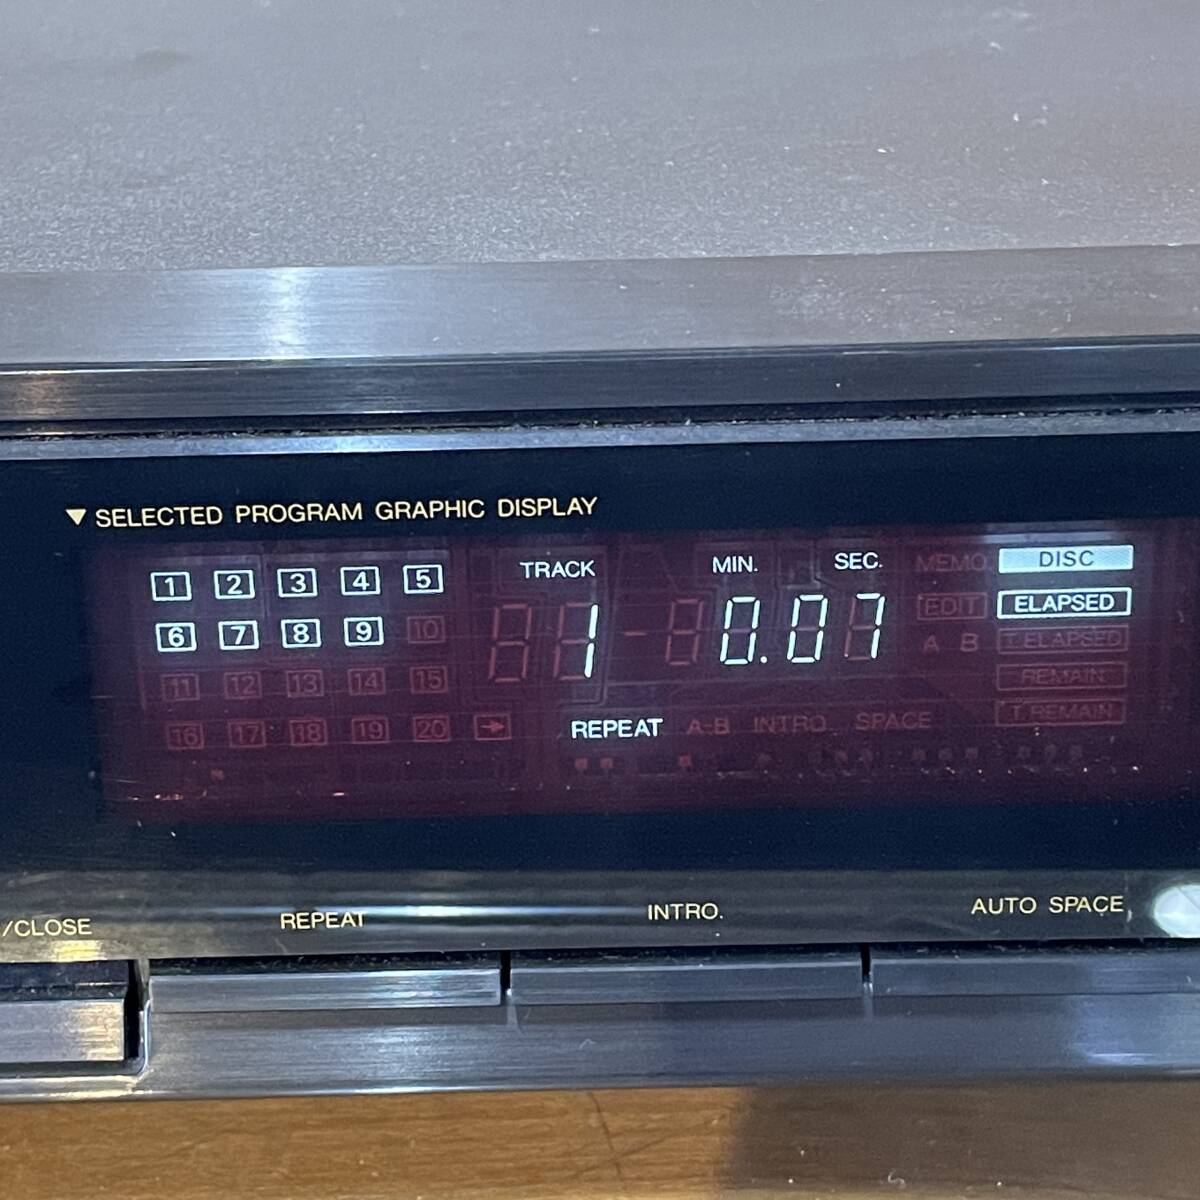 ▼ SELECTED PROGRAM GRAPHIC DISPLAY
1 2 3 4 5 TRACK MIN. SEC. MEMO DISC
6 7 8 9 10 1 - 0.07 EDIT ELAPSED
A B T.ELAPSED
11 12 13 14 15 REMAIN
16 17 18 19 20 → REPEAT A-B INTRO. SPACE T.REMAIN
/CLOSE REPEAT INTRO. AUTO SPACE